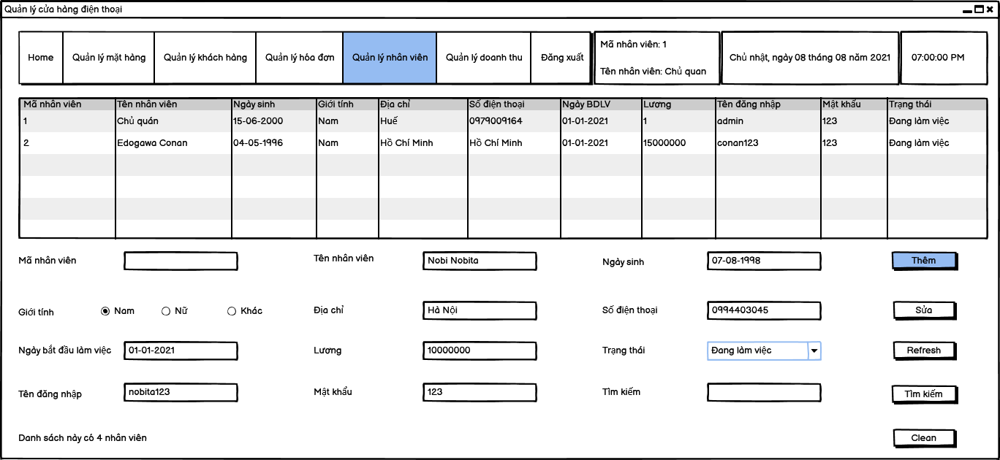 Quản lý cửa hàng điện thoại
Home Quản lý mặt hàng Quản lý khách hàng Quản lý hóa đơn Quản lý nhân viên Quản lý doanh thu Đăng xuất
Mã nhân viên: 1
Tên nhân viên: Chủ quan
Chủ nhật, ngày 08 tháng 08 năm 2021
07:00:00 PM
Mã nhân viên Tên nhân viên Ngày sinh Giới tính Địa chỉ Số điện thoại Ngày BDLV Lương Tên đăng nhập Mật khẩu Trạng thái
1 Chủ quán 15-06-2000 Nam Huế 0979009164 01-01-2021 1 admin 123 Đang làm việc
2 Edogawa Conan 04-05-1996 Nam Hồ Chí Minh Hồ Chí Minh 01-01-2021 15000000 conan123 123 Đang làm việc
Mã nhân viên Tên nhân viên Nobi Nobita Ngày sinh 07-08-1998 Thêm
Giới tính Nam Nữ Khác Địa chỉ Hà Nội Số điện thoại 0994403045 Sửa
Ngày bắt đầu làm việc 01-01-2021 Lương 10000000 Trạng thái Đang làm việc Refresh
Tên đăng nhập nobita123 Mật khẩu 123 Tìm kiếm Tìm kiếm
Danh sách này có 4 nhân viên Clean